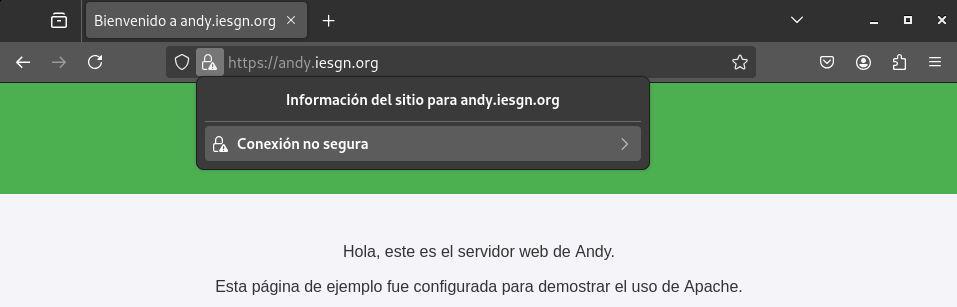 Bienvenido a andy.iesgn.org
https://andy.iesgn.org
Información del sitio para andy.iesgn.org
Conexión no segura
Hola, este es el servidor web de Andy.
Esta página de ejemplo fue configurada para demostrar el uso de Apache.